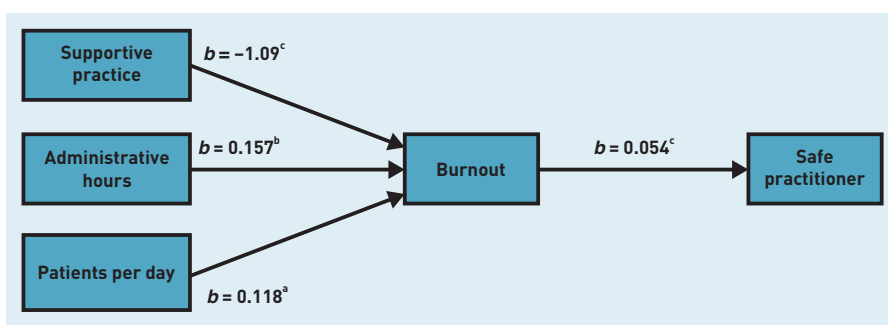 Supportive
practice
b = –1.09c
Administrative
hours
b = 0.157b
Burnout
b = 0.054c
Safe
practitioner
Patients per day
b = 0.118a